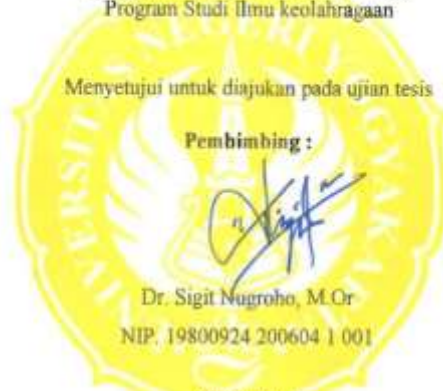 Program Studi Ilmu keolahragaan
Menyetujui untuk diajukan pada ujian tesis
Pembimbing :
Dr. Sigit Nugroho, M.Or
NIP. 19800924 200604 1 001